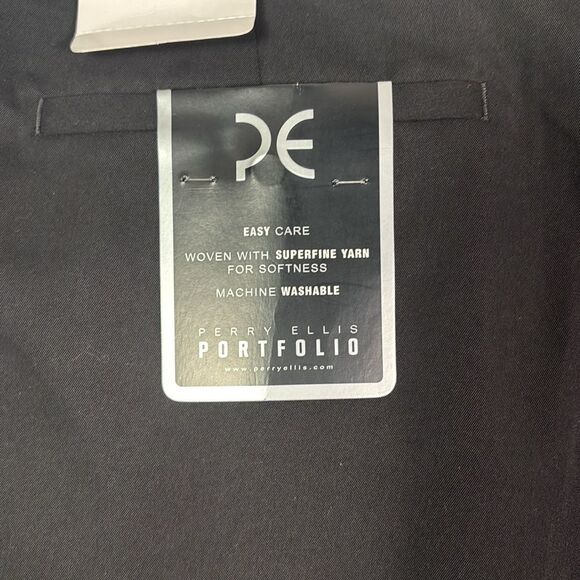 PE
EASY CARE
WOVEN WITH SUPERFINE YARN
FOR SOFTNESS
MACHINE WASHABLE
PERRY ELLIS
PORTFOLIO
www.perryellis.com